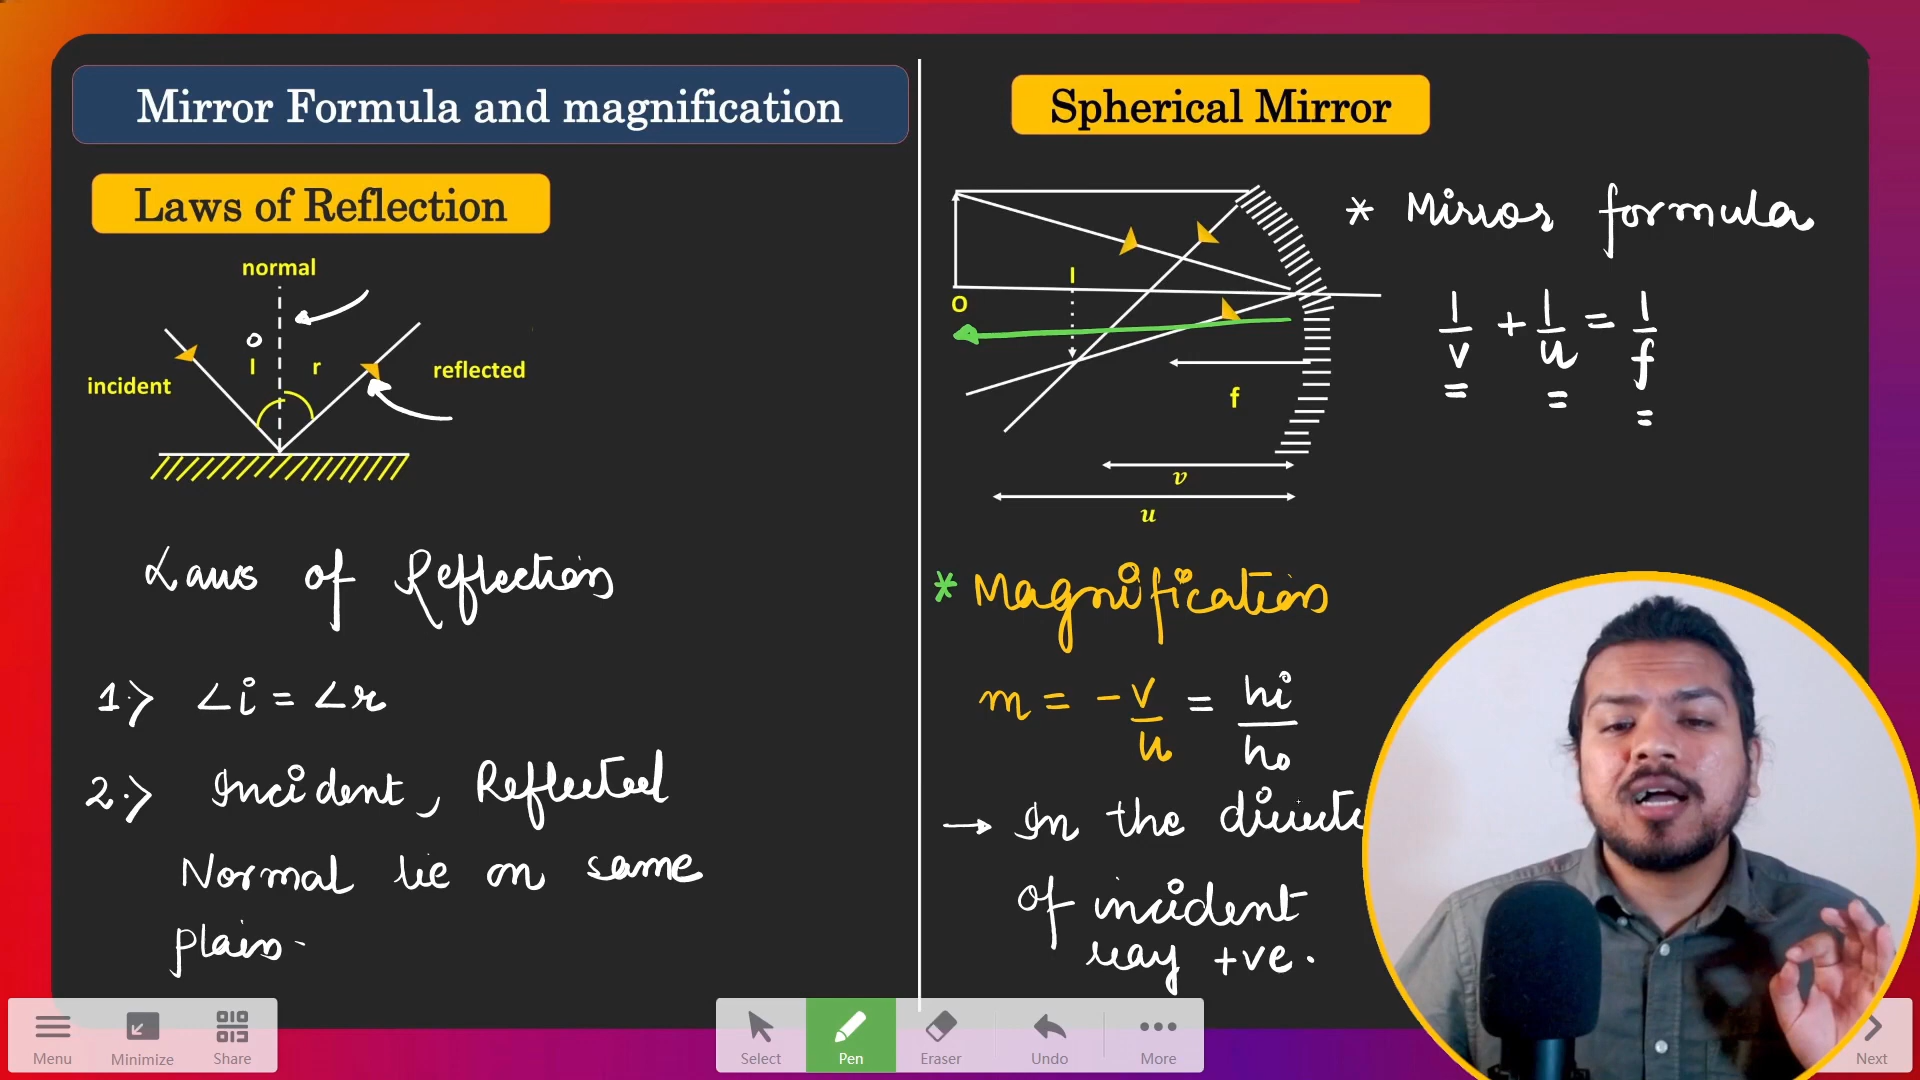 Mirror Formula and magnification
Laws of Reflection
normal
I
r
incident
reflected
Laws of Reflection
1.> ∠i = ∠r
2.> Incident, Reflected
Normal lie on same
plain.
Spherical Mirror
O
I
f
v
u
* Mirror formula
1/v + 1/u = 1/f
* Magnification
m = -v/u = hi/ho
→ In the
of incident
ray +ve.
Menu
Minimize
Share
Select
Pen
Eraser
Undo
More
Next